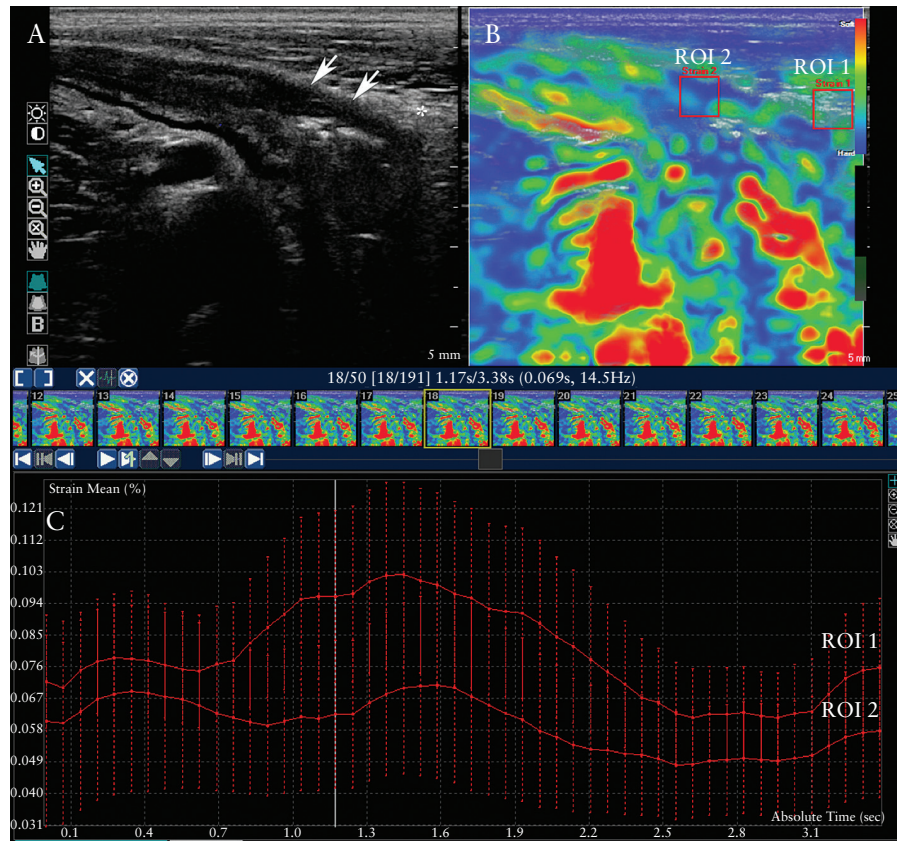 A
*
B
5 mm
B
Soft
ROI 2
ROI 1
Strain 2
Strain 1
Hard
5 mm
18/50 [18/191] 1.17s/3.38s (0.069s, 14.5Hz)
12 13 14 15 16 17 18 19 20 21 22 23 24 25
Strain Mean (%)
C
0.121
0.112
0.103
0.094
0.085
0.076
0.067
0.058
0.049
0.040
0.031
ROI 1
ROI 2
Absolute Time (sec)
0.1 0.4 0.7 1.0 1.3 1.6 1.9 2.2 2.5 2.8 3.1